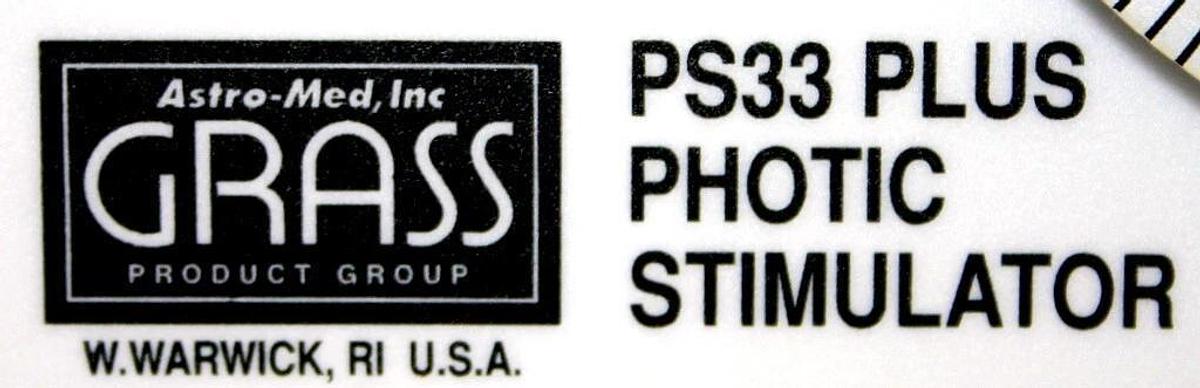 Astro-Med, Inc
GRASS
PRODUCT GROUP
W.WARWICK, RI U.S.A.
PS33 PLUS
PHOTIC
STIMULATOR